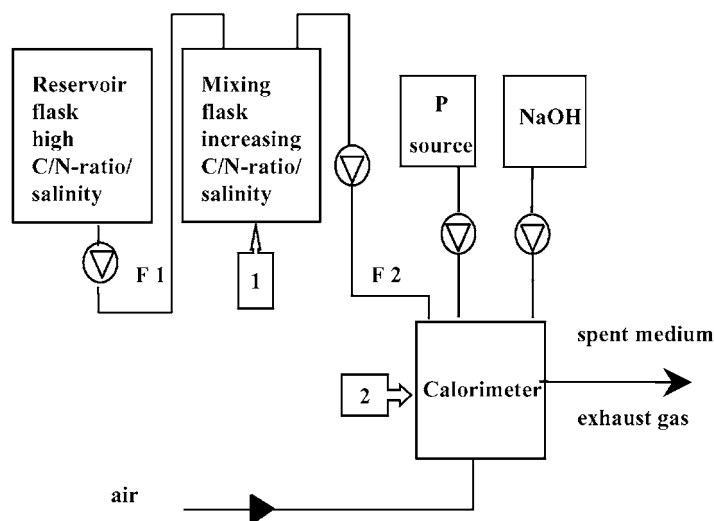 Reservoir
flask
high
C/N-ratio/
salinity
Mixing
flask
increasing
C/N-ratio/
salinity
P
source
NaOH
F 1
1
F 2
2
Calorimeter
spent medium
exhaust gas
air